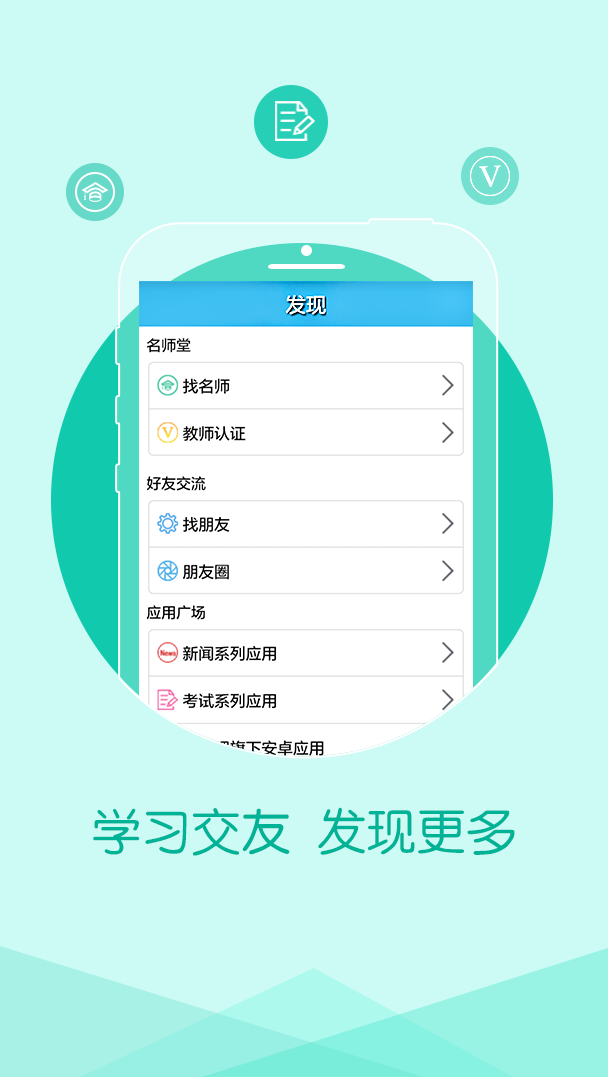 V
发现
名师堂
找名师
V 教师认证
好友交流
找朋友
朋友圈
应用广场
News 新闻系列应用
考试系列应用
旗下安卓应用
学习交友 发现更多